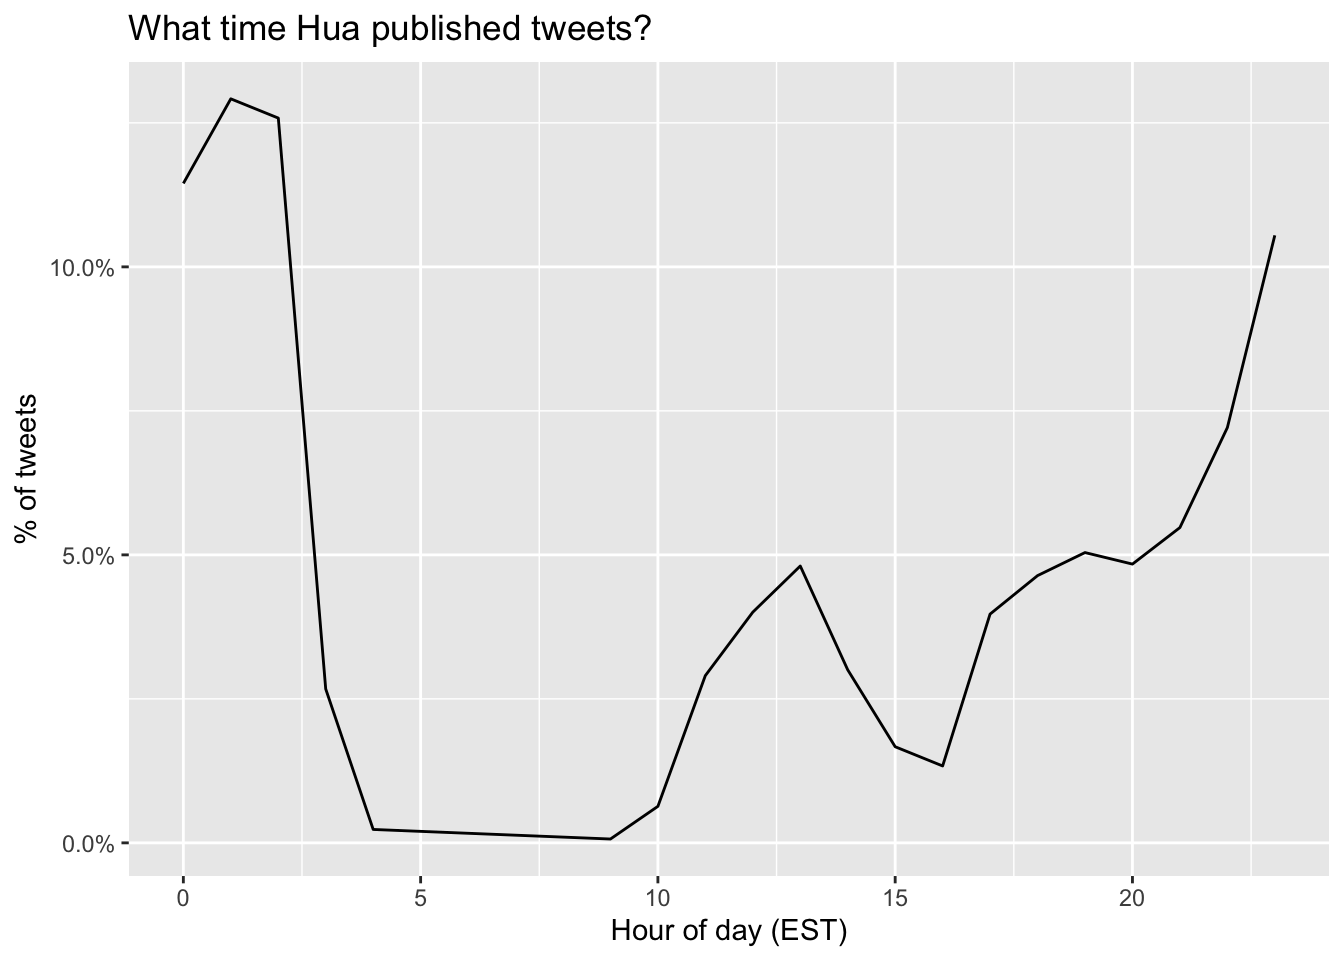 What time Hua published tweets?
% of tweets
10.0%
5.0%
0.0%
0 5 10 15 20
Hour of day (EST)